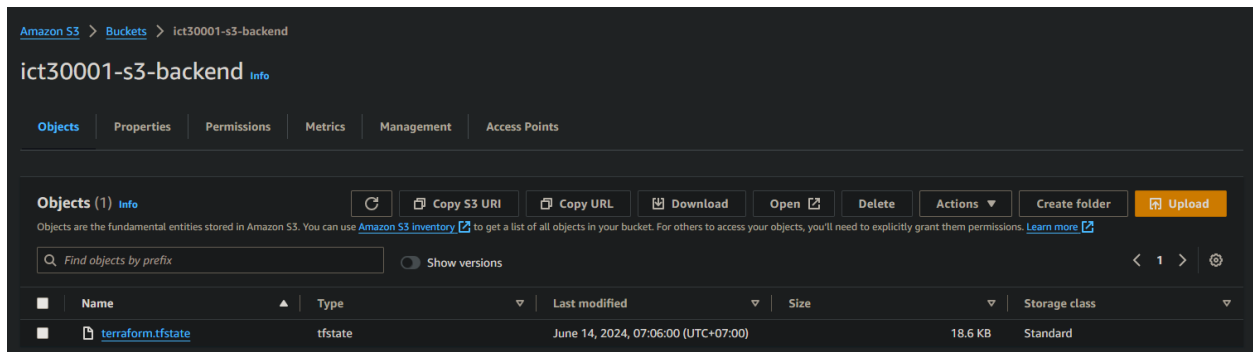 Amazon S3 > Buckets > ict30001-s3-backend
ict30001-s3-backend Info
Objects Properties Permissions Metrics Management Access Points
Objects (1) Info Copy S3 URI Copy URL Download Open Delete Actions ▼ Create folder Upload
Objects are the fundamental entities stored in Amazon S3. You can use Amazon S3 inventory to get a list of all objects in your bucket. For others to access your objects, you'll need to explicitly grant them permissions. Learn more
Find objects by prefix Show versions < 1 >
Name Type Last modified Size Storage class
terraform.tfstate tfstate June 14, 2024, 07:06:00 (UTC+07:00) 18.6 KB Standard